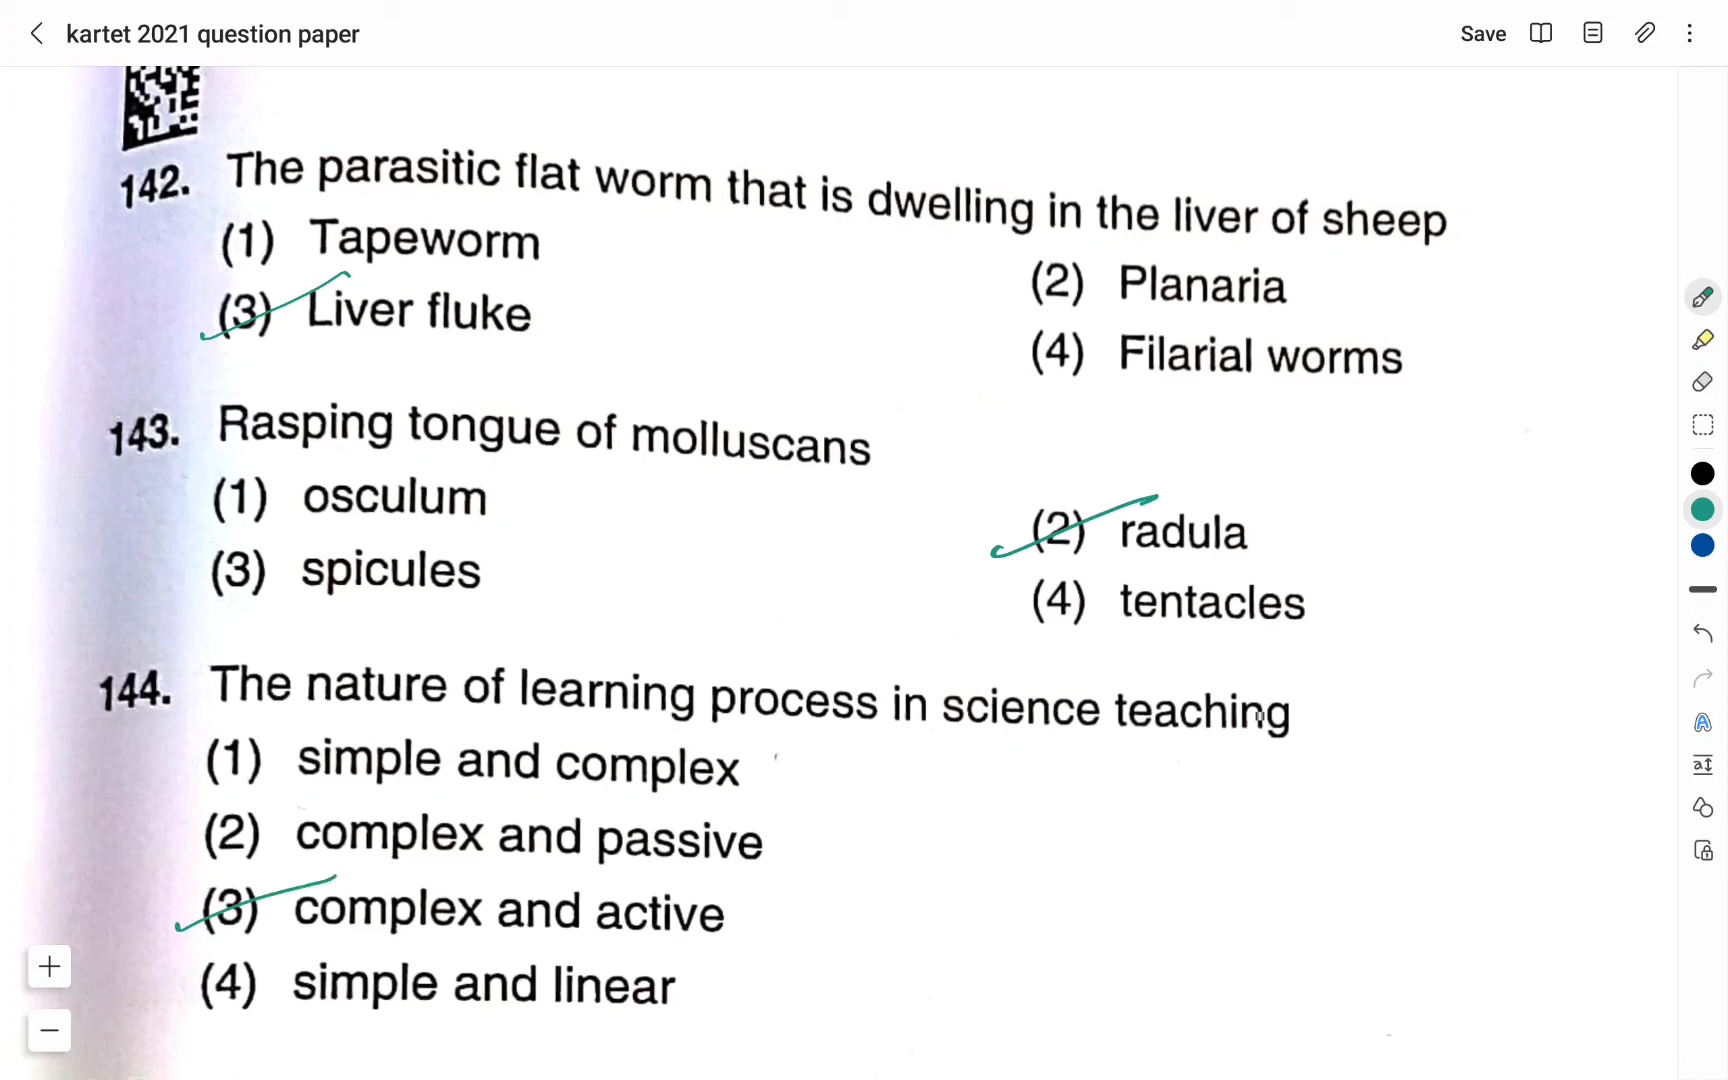 kartet 2021 question paper
Save
142. The parasitic flat worm that is dwelling in the liver of sheep
(1) Tapeworm
(2) Planaria
(3) Liver fluke
(4) Filarial worms
143. Rasping tongue of molluscans
(1) osculum
(2) radula
(3) spicules
(4) tentacles
144. The nature of learning process in science teaching
(1) simple and complex
(2) complex and passive
(3) complex and active
(4) simple and linear